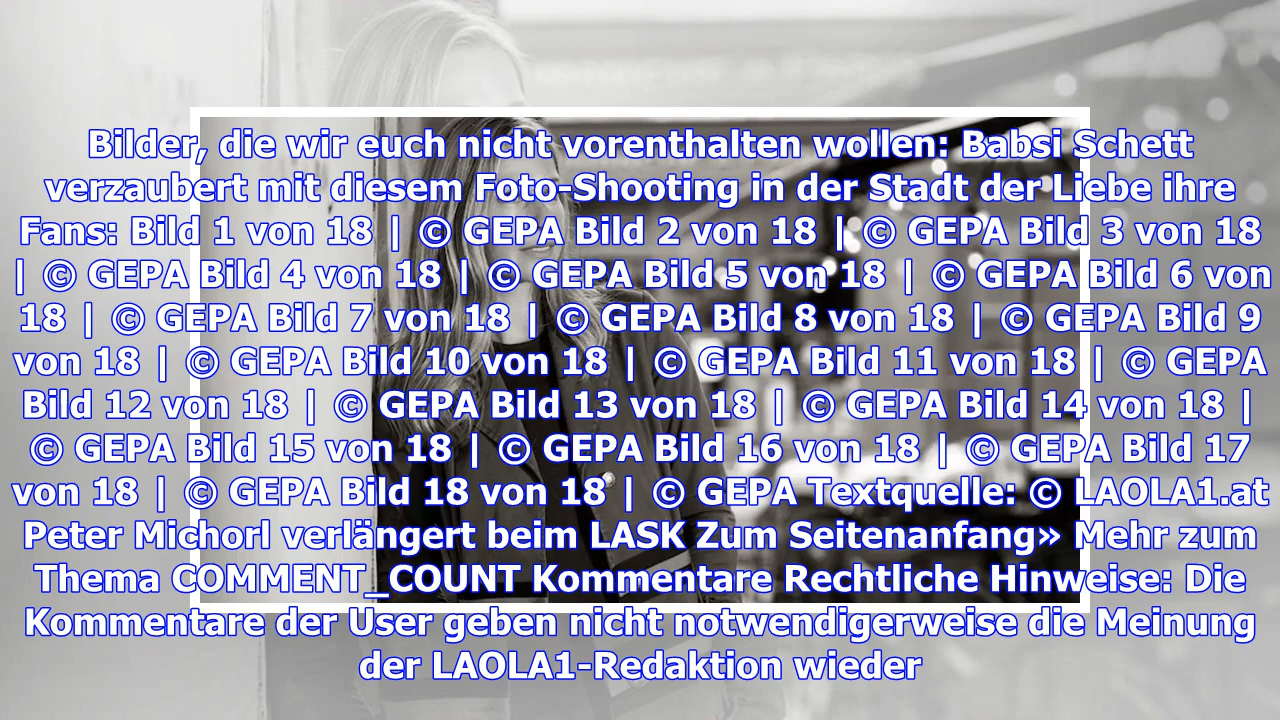 Bilder, die wir euch nicht vorenthalten wollen: Babsi Schett
verzaubert mit diesem Foto-Shooting in der Stadt der Liebe ihre
Fans: Bild 1 von 18 | © GEPA Bild 2 von 18 | © GEPA Bild 3 von 18
| © GEPA Bild 4 von 18 | © GEPA Bild 5 von 18 | © GEPA Bild 6 von
18 | © GEPA Bild 7 von 18 | © GEPA Bild 8 von 18 | © GEPA Bild 9
von 18 | © GEPA Bild 10 von 18 | © GEPA Bild 11 von 18 | © GEPA
Bild 12 von 18 | © GEPA Bild 13 von 18 | © GEPA Bild 14 von 18 |
© GEPA Bild 15 von 18 | © GEPA Bild 16 von 18 | © GEPA Bild 17
von 18 | © GEPA Bild 18 von 18 | © GEPA Textquelle: © LAOLA1.at
Peter Michorl verlängert beim LASK Zum Seitenanfang» Mehr zum
Thema COMMENT_COUNT Kommentare Rechtliche Hinweise: Die
Kommentare der User geben nicht notwendigerweise die Meinung
der LAOLA1-Redaktion wieder